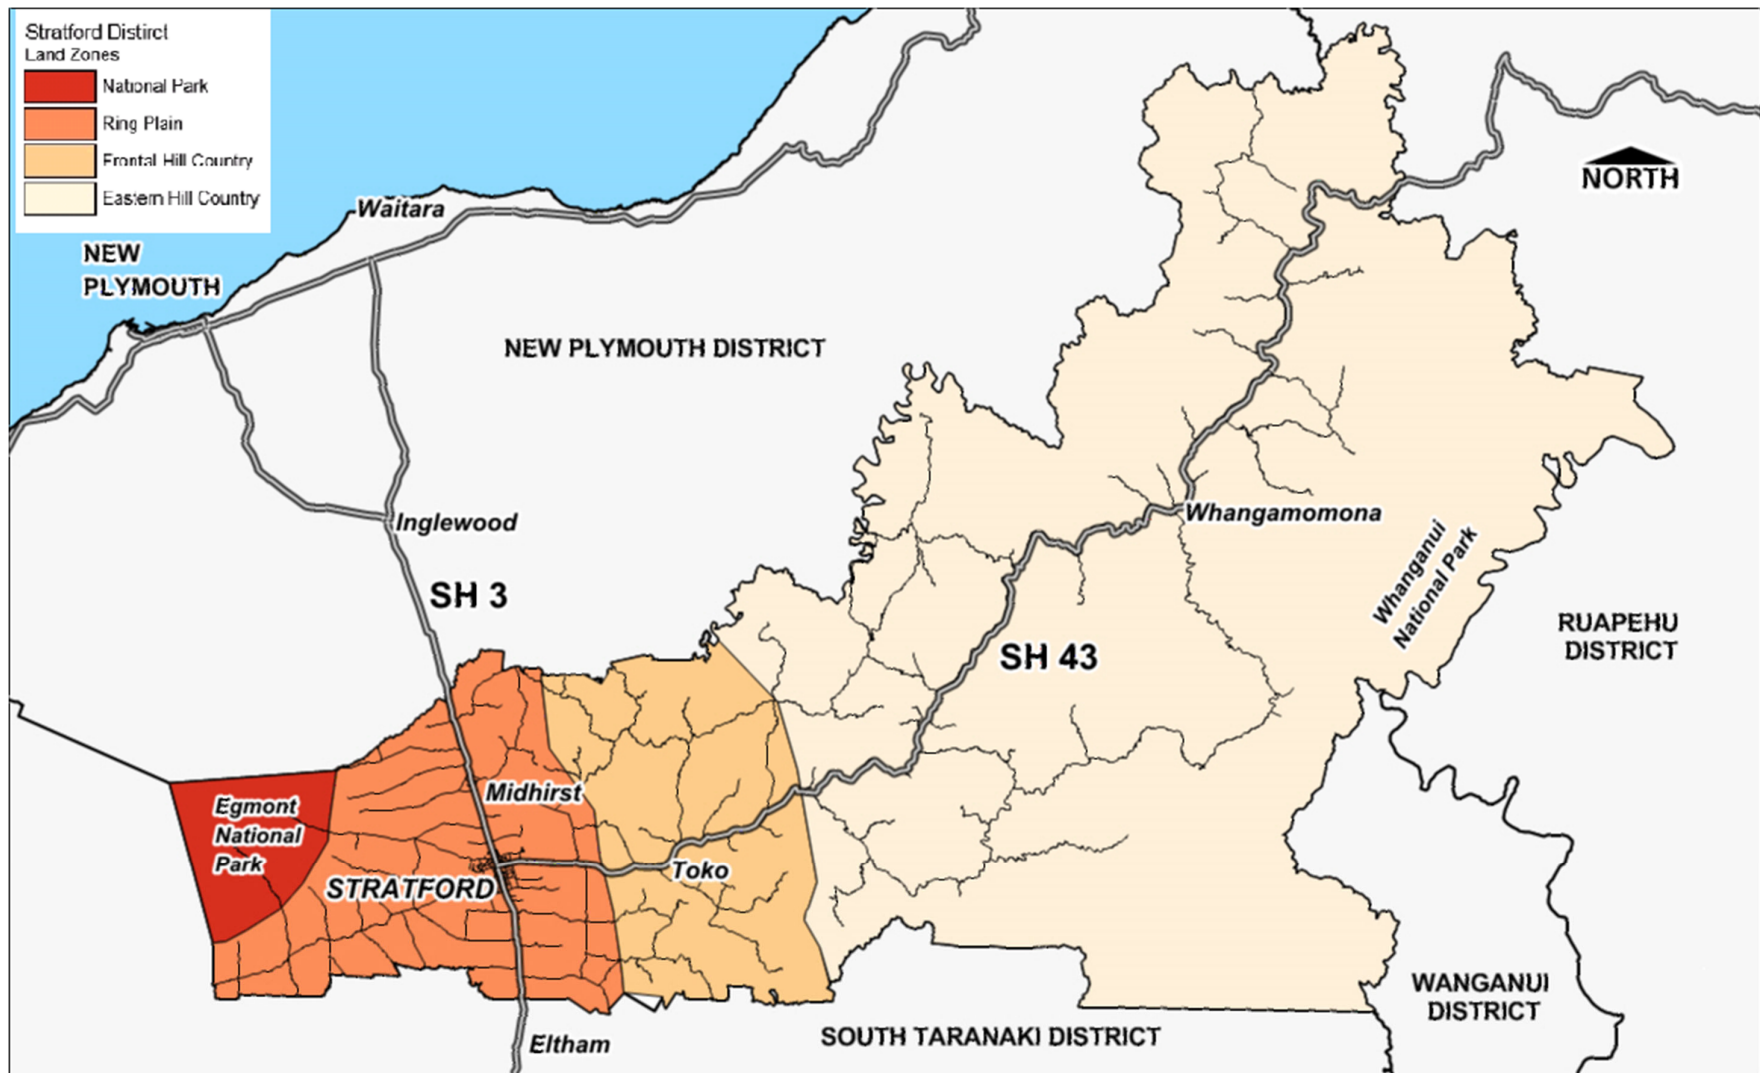 Stratford Distirct
Land Zones
National Park
Ring Plain
Frontal Hill Country
Eastern Hill Country
NORTH
Waitara
NEW
PLYMOUTH
NEW PLYMOUTH DISTRICT
Inglewood
Whangamomona
SH 3
Whanganui
National Park
RUAPEHU
DISTRICT
SH 43
Midhirst
Egmont
National
Park
STRATFORD
Toko
WANGANUI
DISTRICT
SOUTH TARANAKI DISTRICT
Eltham